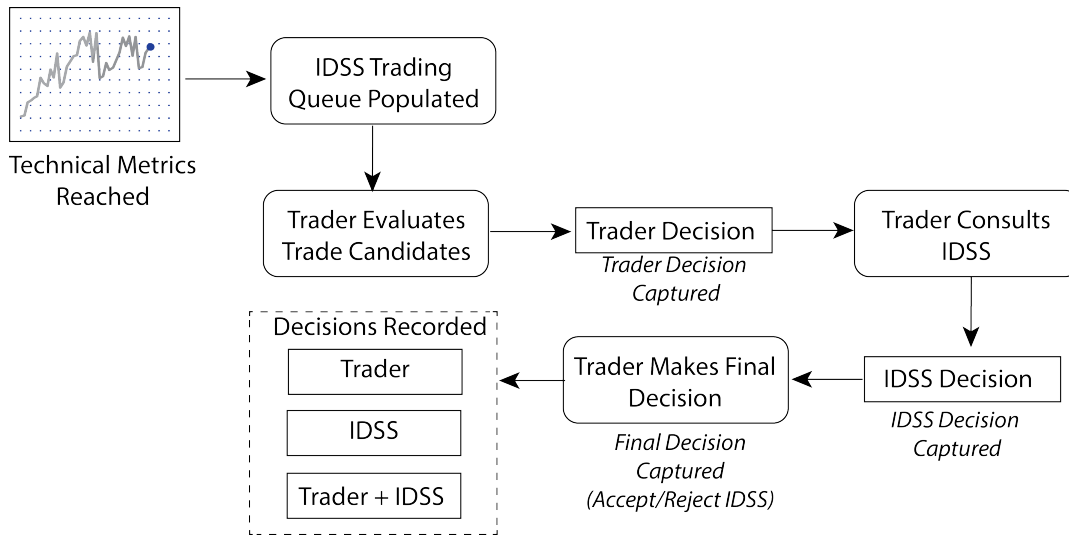 Technical Metrics
Reached
IDSS Trading
Queue Populated
Trader Evaluates
Trade Candidates
Trader Decision
Trader Decision
Captured
Trader Consults
IDSS
IDSS Decision
IDSS Decision
Captured
Trader Makes Final
Decision
Final Decision
Captured
(Accept/Reject IDSS)
Decisions Recorded
Trader
IDSS
Trader + IDSS